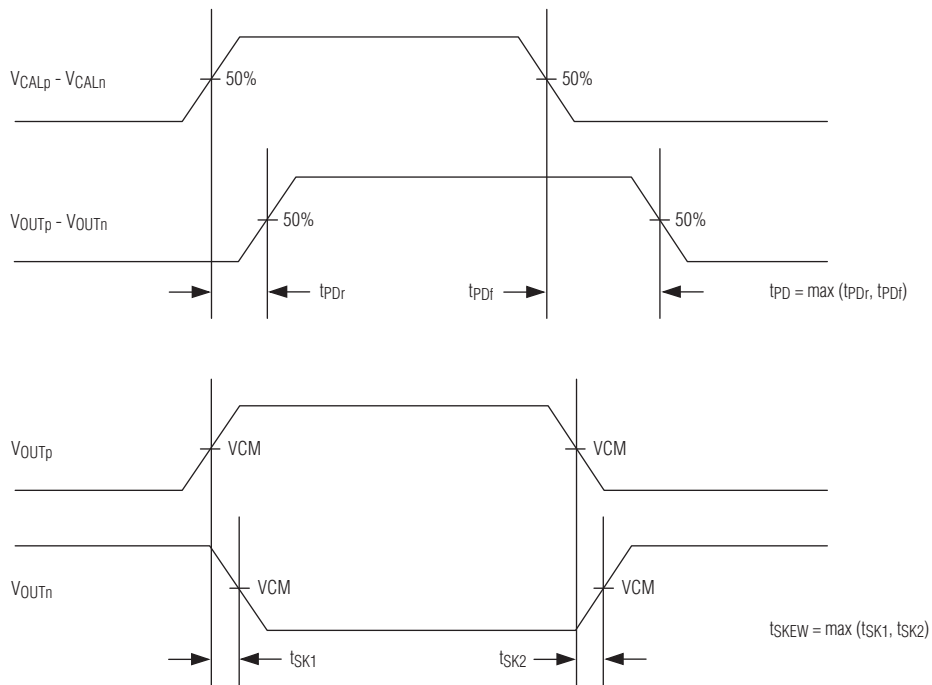 VCALp - VCALn
50%
50%
VOUTp - VOUTn
50%
50%
tPDr
tPDf
tPD = max (tPDr, tPDf)
VOUTp
VCM
VCM
VOUTn
VCM
VCM
tSKEW = max (tSK1, tSK2)
tSK1
tSK2